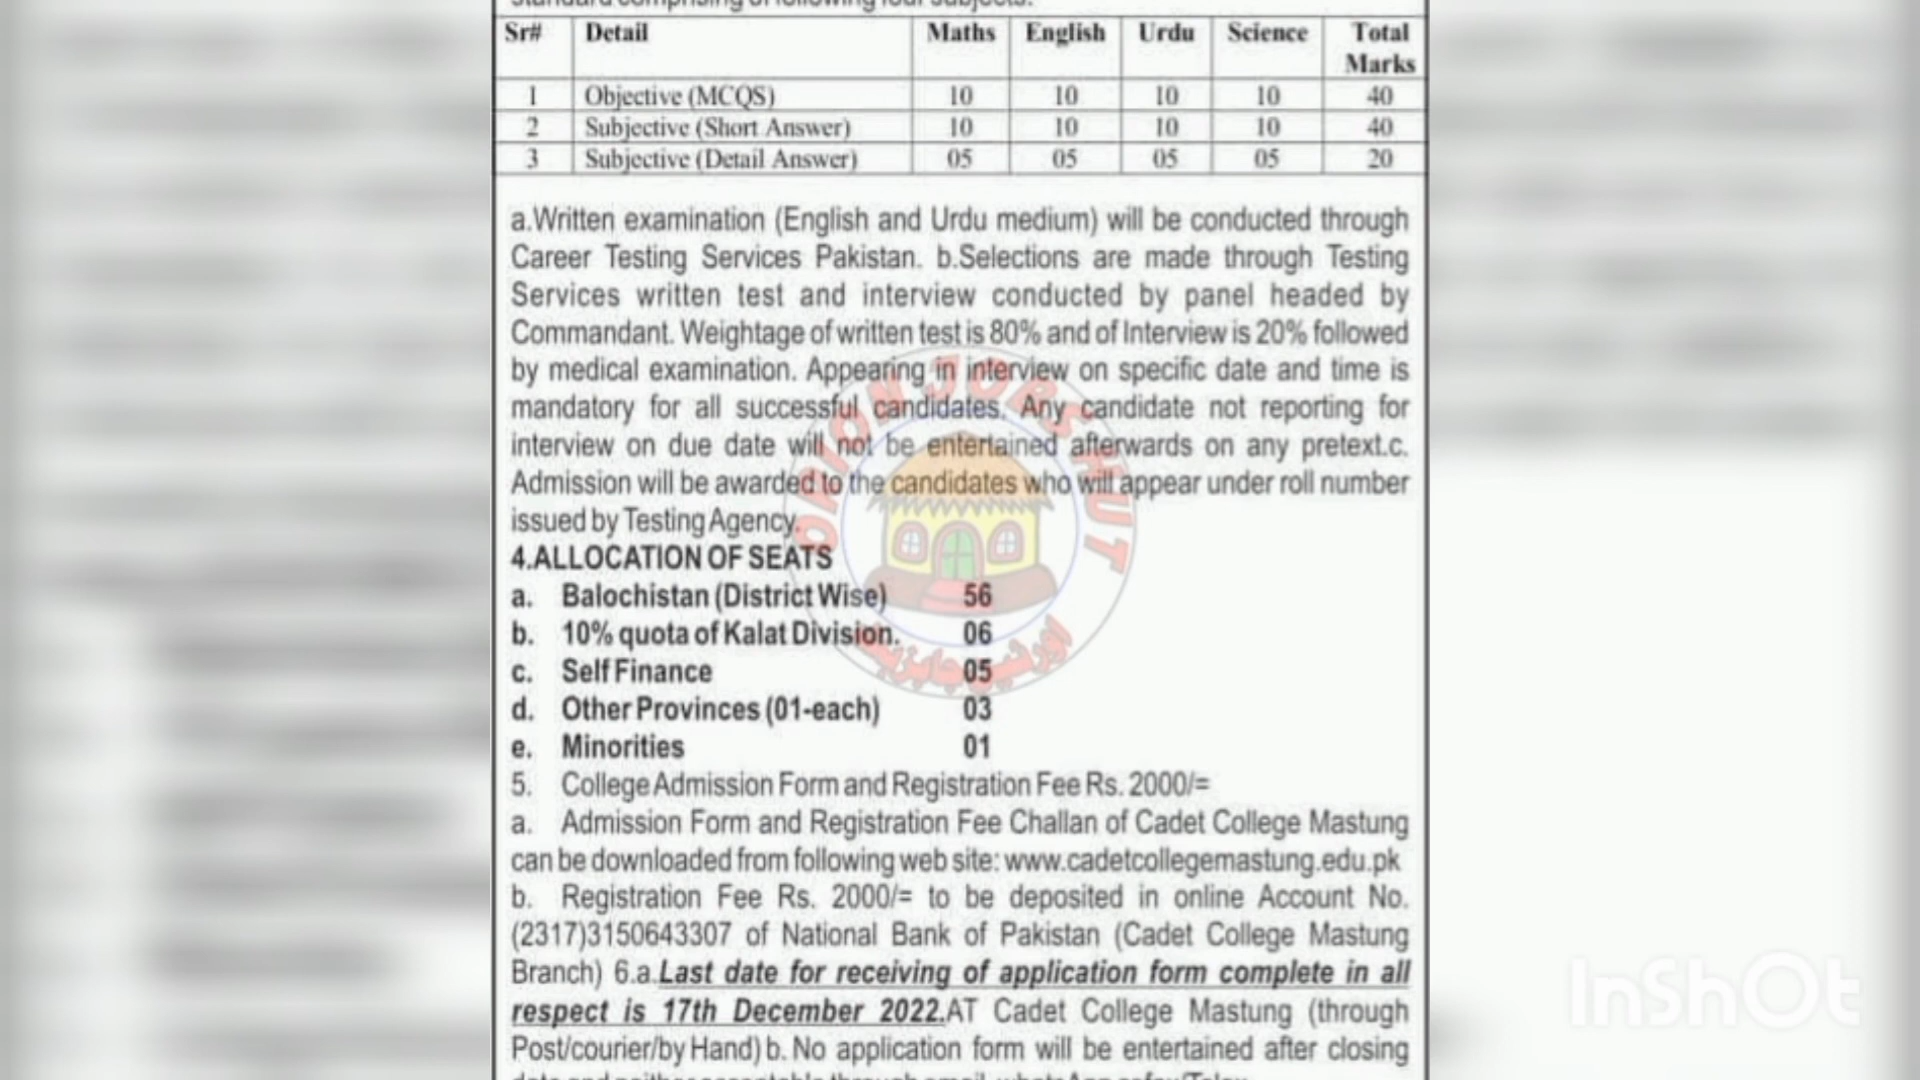 Standard comprising of following four subjects.
Sr# Detail Maths English Urdu Science Total Marks
1 Objective (MCQS) 10 10 10 10 40
2 Subjective (Short Answer) 10 10 10 10 40
3 Subjective (Detail Answer) 05 05 05 05 20
a.Written examination (English and Urdu medium) will be conducted through
Career Testing Services Pakistan. b.Selections are made through Testing
Services written test and interview conducted by panel headed by
Commandant. Weightage of written test is 80% and of Interview is 20% followed
by medical examination. Appearing in interview on specific date and time is
mandatory for all successful candidates. Any candidate not reporting for
interview on due date will not be entertained afterwards on any pretext.c.
Admission will be awarded to the candidates who will appear under roll number
issued by Testing Agency.
4.ALLOCATION OF SEATS
a. Balochistan (District Wise) 56
b. 10% quota of Kalat Division. 06
c. Self Finance 05
d. Other Provinces (01-each) 03
e. Minorities 01
5. College Admission Form and Registration Fee Rs. 2000/=
a. Admission Form and Registration Fee Challan of Cadet College Mastung
can be downloaded from following web site: www.cadetcollegemastung.edu.pk
b. Registration Fee Rs. 2000/= to be deposited in online Account No.
(2317)3150643307 of National Bank of Pakistan (Cadet College Mastung
Branch) 6.a.Last date for receiving of application form complete in all
respect is 17th December 2022.AT Cadet College Mastung (through
Post/courier/by Hand) b. No application form will be entertained after closing
ORION JOBS HUT
InShOt